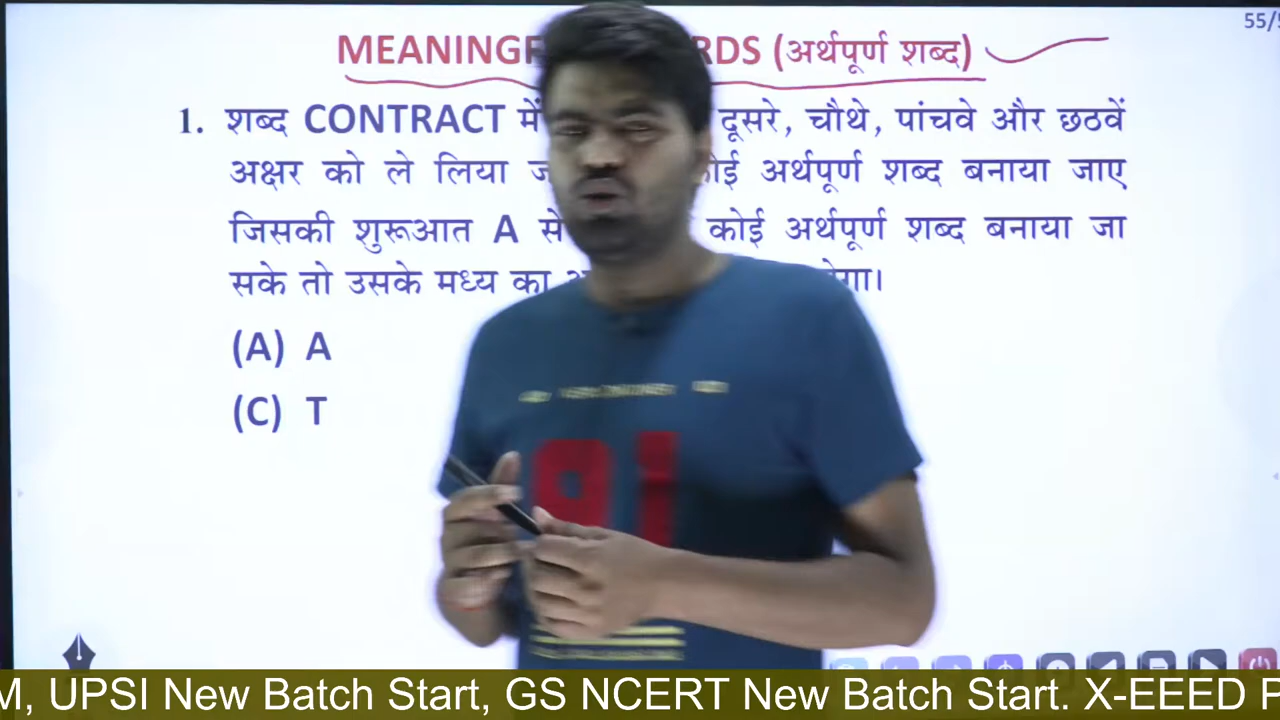 55/
MEANINGF RDS (अर्थपूर्ण शब्द)
1. शब्द CONTRACT में दूसरे, चौथे, पांचवे और छठवें
अक्षर को ले लिया अर्थपूर्ण शब्द बनाया जाए
जिसकी शुरूआत A से कोई अर्थपूर्ण शब्द बनाया जा
सके तो उसके मध्य का
(A) A
(C) T
M, UPSI New Batch Start, GS NCERT New Batch Start. X-EEED P